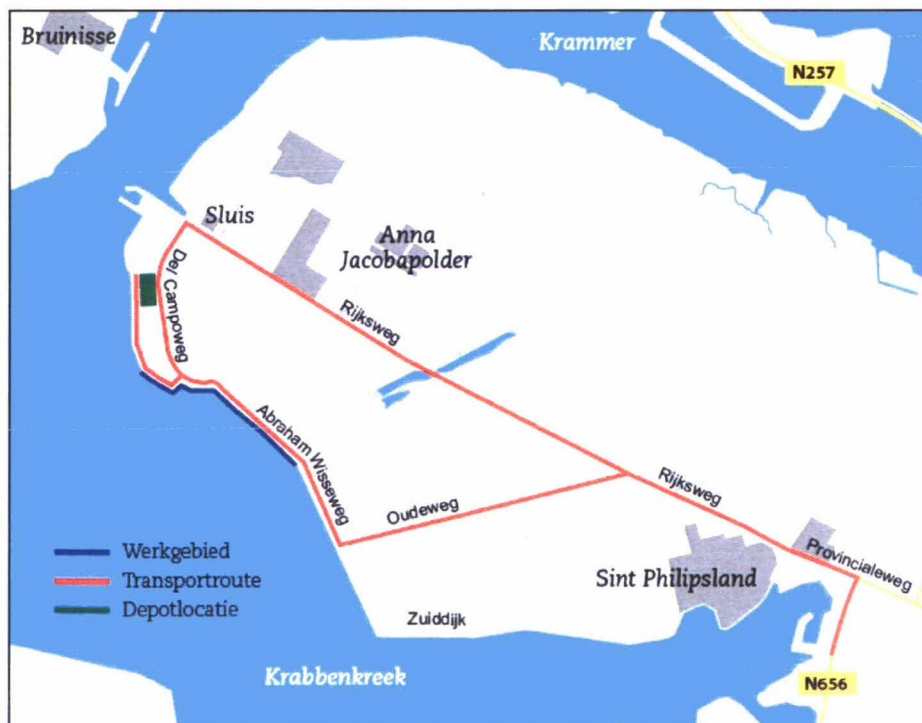 Bruinisse
Krammer
N257
Sluis
Anna
Jacobapolder
De/ Campoweg
Rijksweg
Abraham Wisseweg
Oudeweg
Rijksweg
Provincialeweg
Werkgebied
Transportroute
Depotlocatie
Sint Philipsland
Zuiddijk
Krabbenkreek
N656